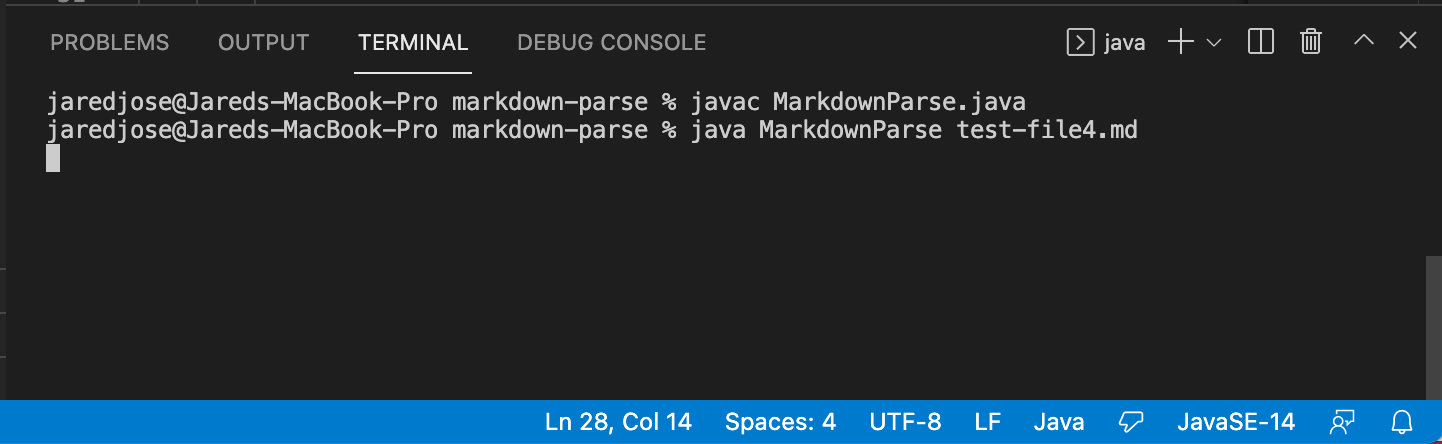 PROBLEMS OUTPUT TERMINAL DEBUG CONSOLE java
jaredjose@Jareds-MacBook-Pro markdown-parse % javac MarkdownParse.java
jaredjose@Jareds-MacBook-Pro markdown-parse % java MarkdownParse test-file4.md
Ln 28, Col 14 Spaces: 4 UTF-8 LF Java JavaSE-14